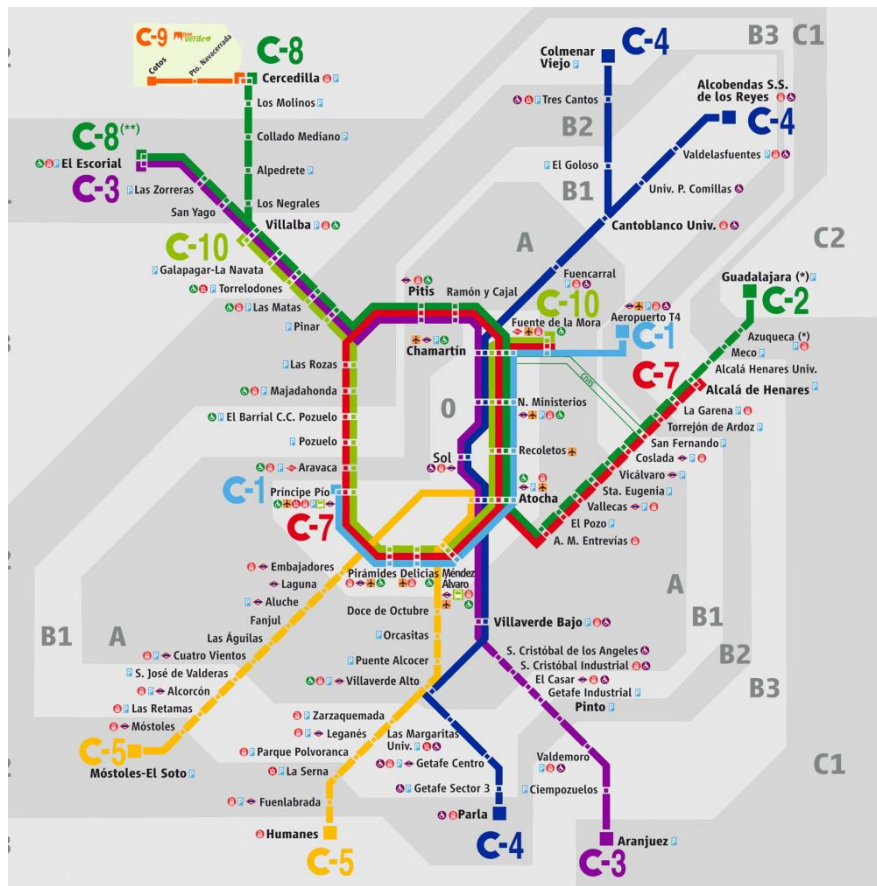 C-9
verde
Cotos
Pto. Navacerrada
C-8
Cercedilla
Los Molinos
Collado Mediano
Alpedrete
Los Negrales
Villalba
C-8(**)
El Escorial
C-3
Las Zorreras
San Yago
C-10
Galapagar-La Navata
Torrelodones
Las Matas
Pinar
Las Rozas
Majadahonda
El Barrial C.C. Pozuelo
Pozuelo
Aravaca
C-1
Príncipe Pío
C-7
Pitis
Ramón y Cajal
Chamartín
C-10
Fuente de la Mora
Aeropuerto T4
C-1
Fuencarral
Colmenar
Viejo
C-4
Tres Cantos
El Goloso
Alcobendas S.S.
de los Reyes
C-4
Valdelasfuentes
Univ. P. Comillas
Cantoblanco Univ.
B3
C1
B2
B1
A
C2
Guadalajara (*)
C-2
Azuqueca (*)
Meco
Alcalá Henares Univ.
C-7
Alcalá de Henares
La Garena
Torrejón de Ardoz
San Fernando
Coslada
Vicálvaro
Sta. Eugenia
Vallecas
El Pozo
A. M. Entrevías
CIVIS
0
N. Ministerios
Recoletos
Sol
Atocha
Pirámides
Delicias
Méndez
Alvaro
Embajadores
Laguna
Aluche
Fanjul
Las Águilas
Cuatro Vientos
S. José de Valderas
Alcorcón
Las Retamas
Móstoles
C-5
Móstoles-El Soto
B1
A
Doce de Octubre
Orcasitas
Puente Alcocer
Villaverde Alto
Zarzaquemada
Leganés
Parque Polvoranca
La Serna
Fuenlabrada
Humanes
C-5
Las Margaritas
Univ.
Getafe Centro
Getafe Sector 3
Parla
C-4
Villaverde Bajo
S. Cristóbal de los Angeles
S. Cristóbal Industrial
El Casar
Getafe Industrial
Pinto
Valdemoro
Ciempozuelos
Aranjuez
C-3
A
B1
B2
B3
C1